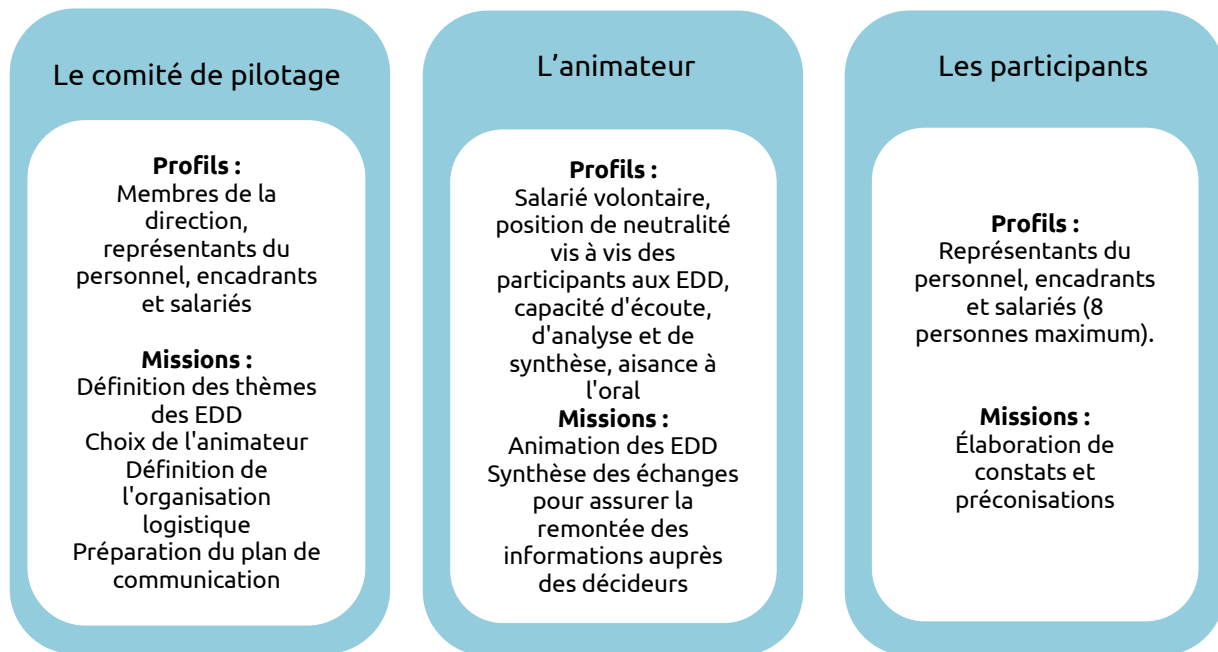 Le comité de pilotage
Profils :
Membres de la
direction,
représentants du
personnel, encadrants
et salariés
Missions :
Définition des thèmes
des EDD
Choix de l'animateur
Définition de
l'organisation
logistique
Préparation du plan de
communication
L’animateur
Profils :
Salarié volontaire,
position de neutralité
vis à vis des
participants aux EDD,
capacité d'écoute,
d'analyse et de
synthèse, aisance à
l'oral
Missions :
Animation des EDD
Synthèse des échanges
pour assurer la
remontée des
informations auprès
des décideurs
Les participants
Profils :
Représentants du
personnel, encadrants
et salariés (8
personnes maximum).
Missions :
Élaboration de
constats et
préconisations